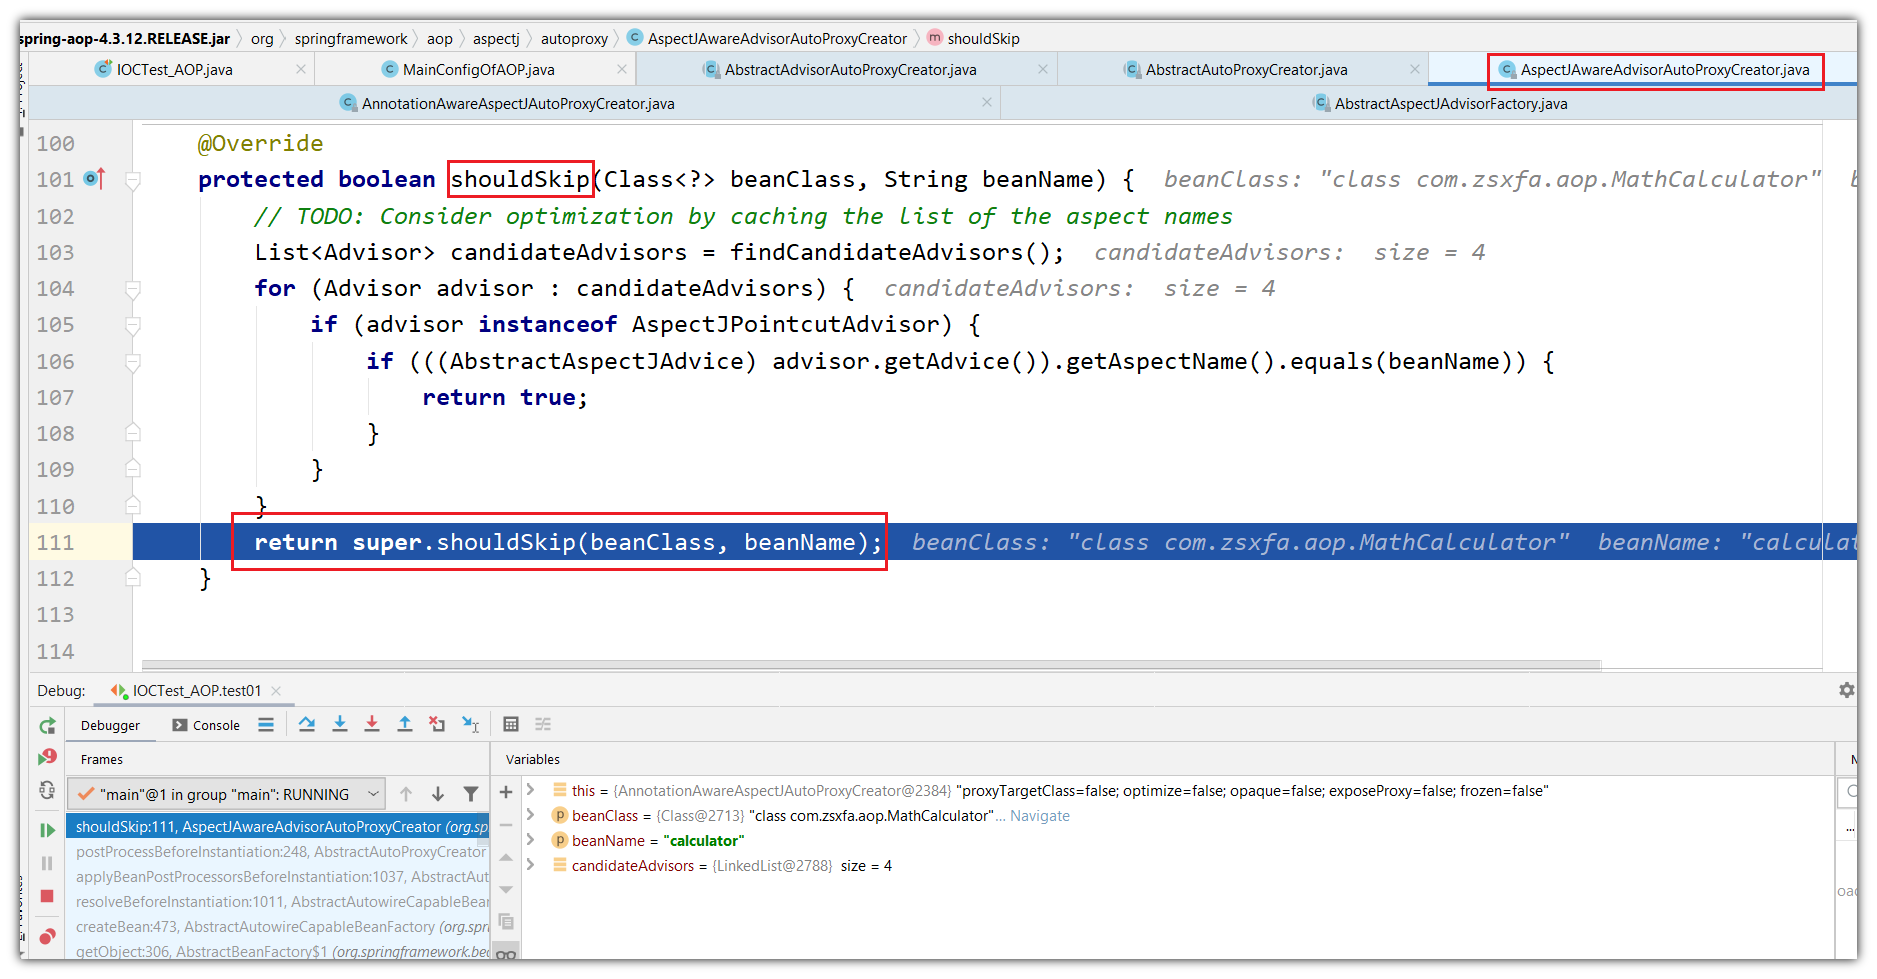 spring-aop-4.3.12.RELEASE.jar org springframework aop aspectj autoproxy AspectJAwareAdvisorAutoProxyCreator shouldSkip
IOCTest_AOP.java MainConfigOfAOP.java AbstractAdvisorAutoProxyCreator.java AbstractAutoProxyCreator.java AspectJAwareAdvisorAutoProxyCreator.java
AnnotationAwareAspectJAutoProxyCreator.java AbstractAspectJAdvisorFactory.java
100 @Override
101 protected boolean shouldSkip(Class<?> beanClass, String beanName) { beanClass: "class com.zsxfa.aop.MathCalculator"
102 // TODO: Consider optimization by caching the list of the aspect names
103 List<Advisor> candidateAdvisors = findCandidateAdvisors(); candidateAdvisors: size = 4
104 for (Advisor advisor : candidateAdvisors) { candidateAdvisors: size = 4
105 if (advisor instanceof AspectJPointcutAdvisor) {
106 if (((AbstractAspectJAdvice) advisor.getAdvice()).getAspectName().equals(beanName)) {
107 return true;
108 }
109 }
110 }
111 return super.shouldSkip(beanClass, beanName); beanClass: "class com.zsxfa.aop.MathCalculator" beanName: "calculat
112 }
113
114
Debug: IOCTest_AOP.test01
Debugger Console
Frames Variables
"main"@1 in group "main": RUNNING
shouldSkip:111, AspectJAwareAdvisorAutoProxyCreator (org.sp
postProcessBeforeInstantiation:248, AbstractAutoProxyCreator
applyBeanPostProcessorsBeforeInstantiation:1037, AbstractAut
resolveBeforeInstantiation:1011, AbstractAutowireCapableBean
createBean:473, AbstractAutowireCapableBeanFactory (org.spri
getObject:306, AbstractBeanFactory$1 (org.springframework.be
this = {AnnotationAwareAspectJAutoProxyCreator@2384} "proxyTargetClass=false; optimize=false; opaque=false; exposeProxy=false; frozen=false"
beanClass = {Class@2713} "class com.zsxfa.aop.MathCalculator"... Navigate
beanName = "calculator"
candidateAdvisors = {LinkedList@2788} size = 4